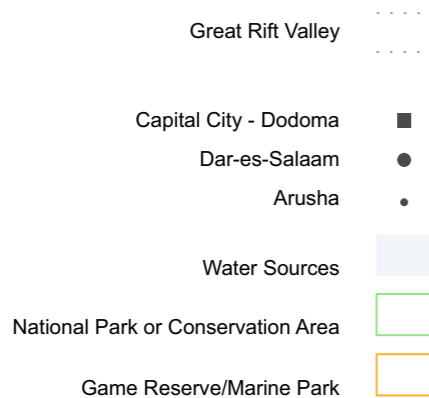 Great Rift Valley
Capital City - Dodoma
Dar-es-Salaam
Arusha
Water Sources
National Park or Conservation Area
Game Reserve/Marine Park